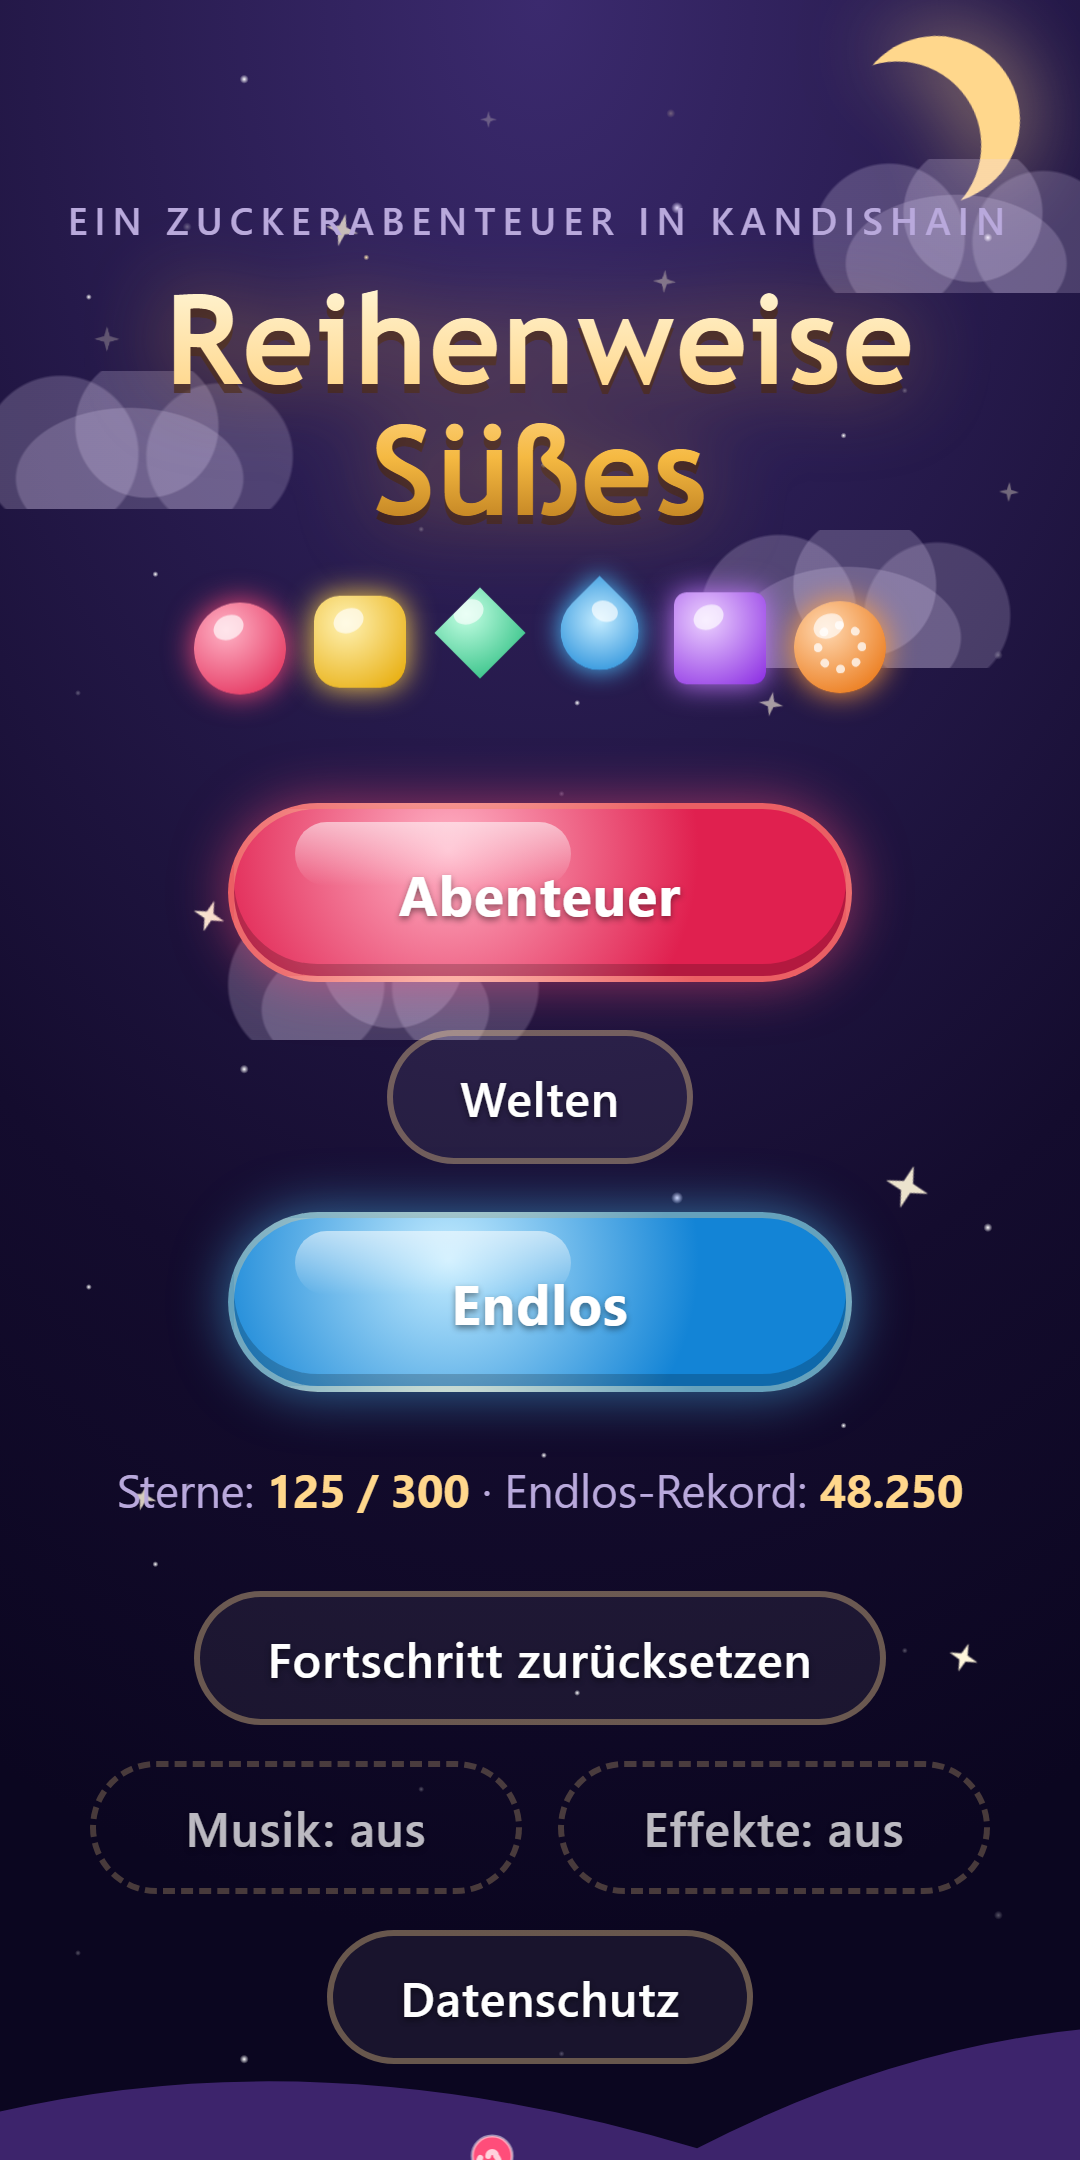 EIN ZUCKERABENTEUER IN KANDISHAIN
Reihenweise
Süßes
Abenteuer
Welten
Endlos
Sterne: 125 / 300 · Endlos-Rekord: 48.250
Fortschritt zurücksetzen
Musik: aus
Effekte: aus
Datenschutz